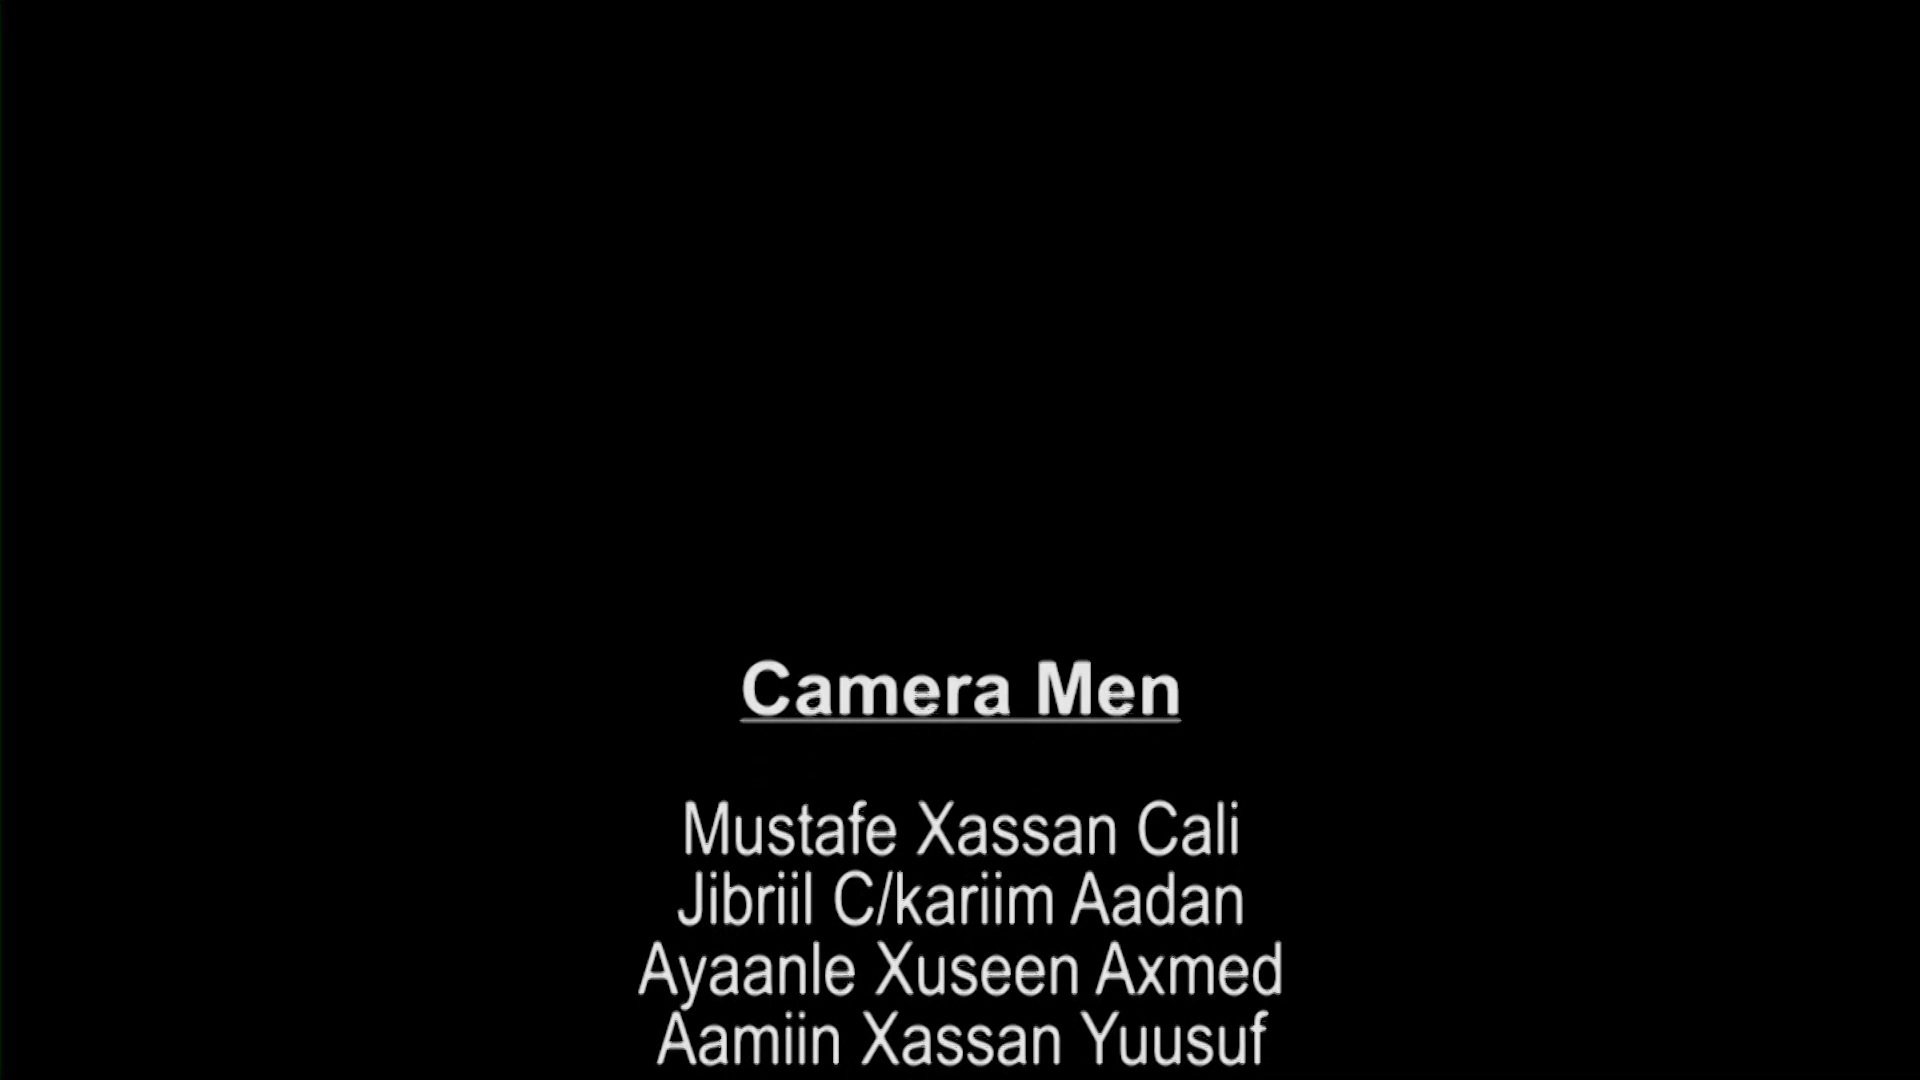 Camera Men
Mustafe Xassan Cali
Jibriil C/kariim Aadan
Ayaanle Xuseen Axmed
Aamiin Xassan Yuusuf